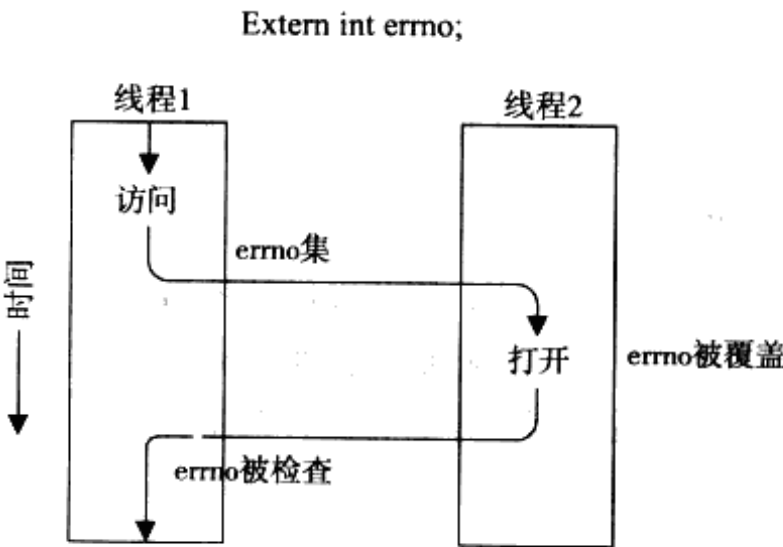 Extern int errno;
线程1
线程2
访问
errno集
时间
打开
errno被覆盖
errno被检查